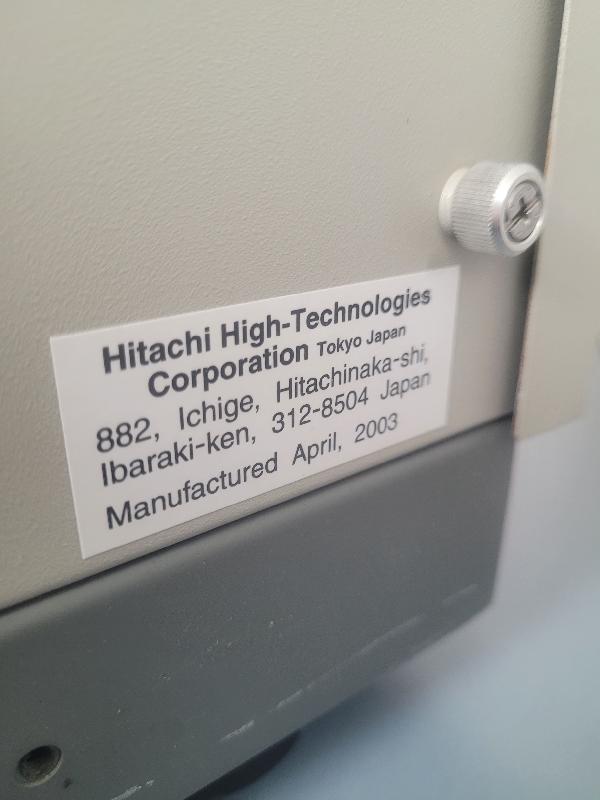 Hitachi High-Technologies
Corporation Tokyo Japan
882, Ichige, Hitachinaka-shi,
Ibaraki-ken, 312-8504 Japan
Manufactured April, 2003